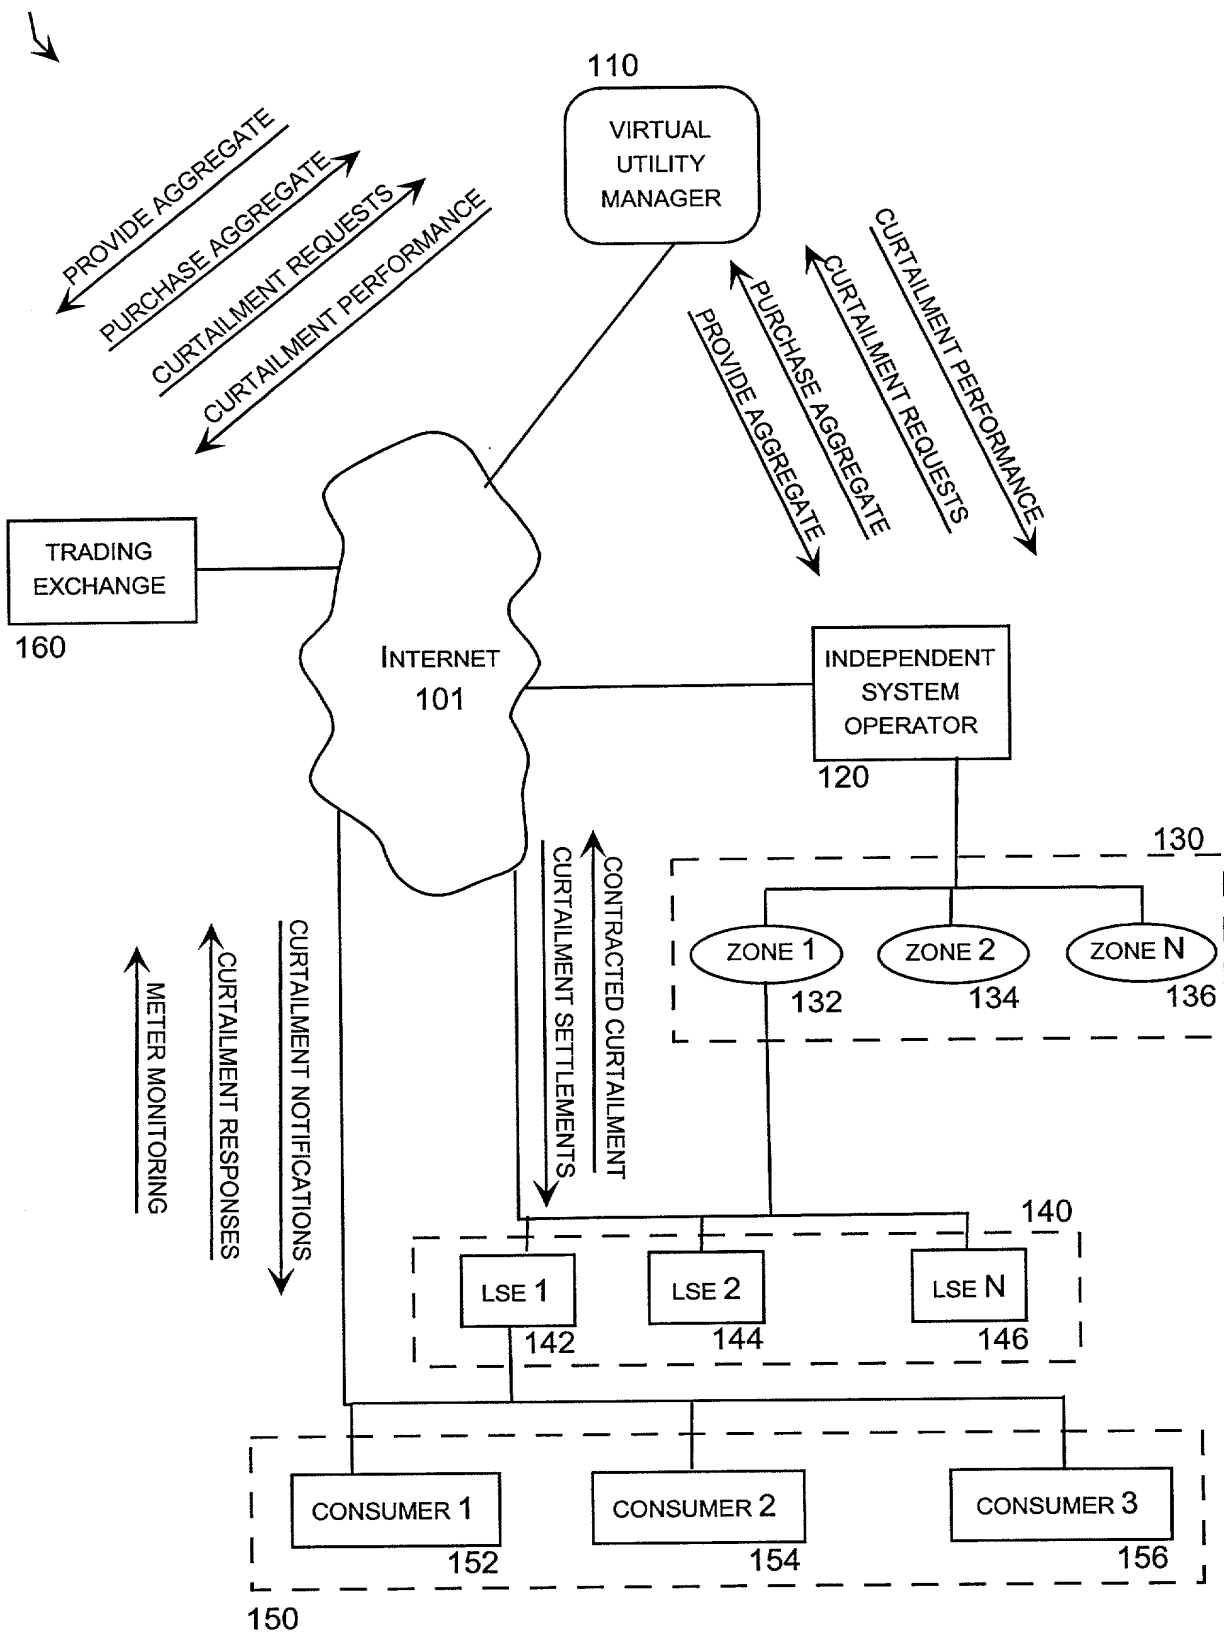 110
VIRTUAL
UTILITY
MANAGER
PROVIDE AGGREGATE
PURCHASE AGGREGATE
CURTAILMENT REQUESTS
CURTAILMENT PERFORMANCE
CURTAILMENT PERFORMANCE
CURTAILMENT REQUESTS
PURCHASE AGGREGATE
PROVIDE AGGREGATE
TRADING
EXCHANGE
160
INTERNET
101
INDEPENDENT
SYSTEM
OPERATOR
120
130
ZONE 1
132
ZONE 2
134
ZONE N
136
METER MONITORING
CURTAILMENT RESPONSES
CURTAILMENT NOTIFICATIONS
CURTAILMENT SETTLEMENTS
CONTRACTED CURTAILMENT
140
LSE 1
142
LSE 2
144
LSE N
146
CONSUMER 1
152
CONSUMER 2
154
CONSUMER 3
156
150